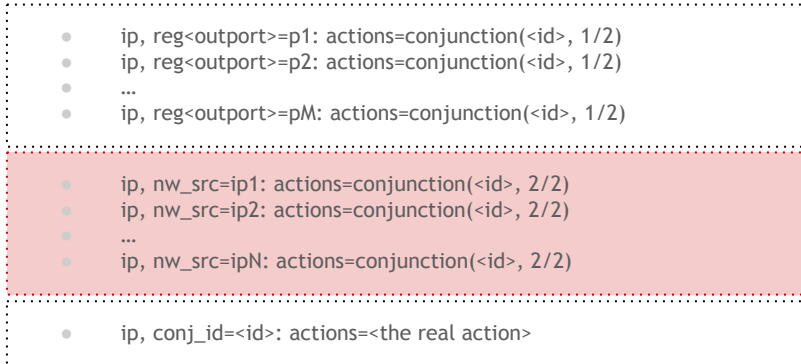 ● ip, reg<outport>=p1: actions=conjunction(<id>, 1/2)
● ip, reg<outport>=p2: actions=conjunction(<id>, 1/2)
● …
● ip, reg<outport>=pM: actions=conjunction(<id>, 1/2)
● ip, nw_src=ip1: actions=conjunction(<id>, 2/2)
● ip, nw_src=ip2: actions=conjunction(<id>, 2/2)
● …
● ip, nw_src=ipN: actions=conjunction(<id>, 2/2)
● ip, conj_id=<id>: actions=<the real action>